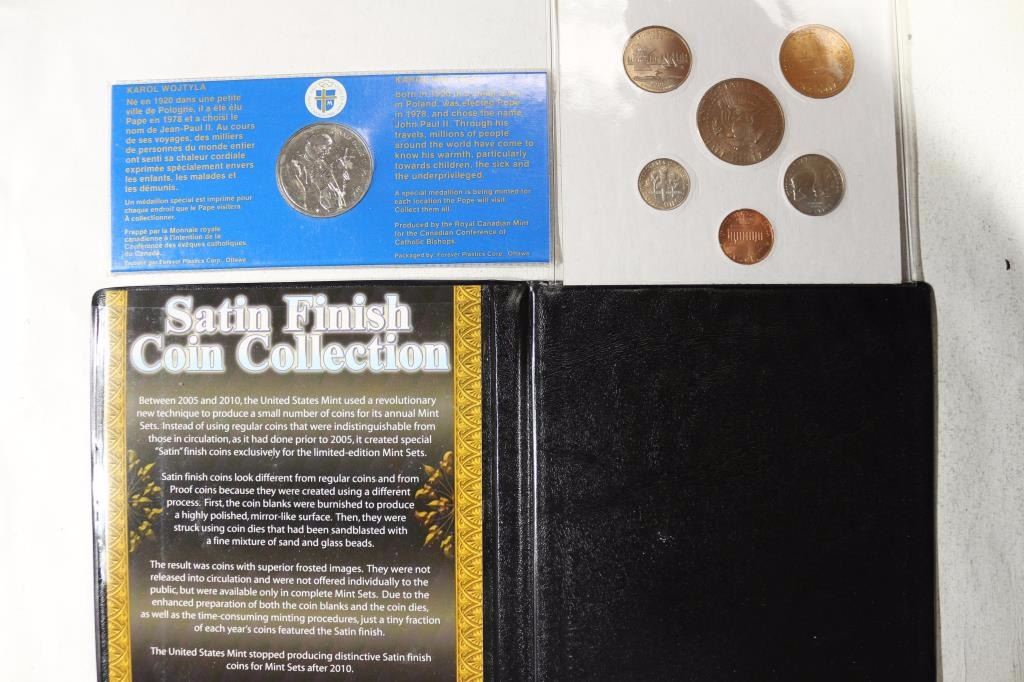 KAROL WOJTYLA
Né en 1920 dans une petite
ville de Pologne, il a été élu
Pape en 1978 et a choisi le
nom de Jean-Paul II. Au cours
de ses voyages, des milliers
de personnes du monde entier
ont senti sa chaleur cordiale
exprimée spécialement envers
les enfants, les malades et
les démunis.
Un médaillon spécial est imprimé pour
chaque endroit que le Pape visitera
À collectionner.
Frappé par la Monnaie royale
canadienne à l'intention de la
Conférence des évêques catholiques
du Canada.
par Forever Plastics Corp., Ottawa
KAROL
Born in 1920 in a
in Poland, was elected Pope
in 1978, and chose the name
John Paul II. Through his
travels, millions of people
around the world have come to
know his warmth, particularly
towards children, the sick and
the underprivileged.
A special medallion is being minted for
each location the Pope will visit.
Collect them all.
Produced by the Royal Canadian Mint
for the Canadian Conference of
Catholic Bishops.
Packaged by: Forever Plastics Corp., Ottawa
Satin Finish
Coin Collection
Between 2005 and 2010, the United States Mint used a revolutionary
new technique to produce a small number of coins for its annual Mint
Sets. Instead of using regular coins that were indistinguishable from
those in circulation, as it had done prior to 2005, it created special
"Satin" finish coins exclusively for the limited-edition Mint Sets.
Satin finish coins look different from regular coins and from
Proof coins because they were created using a different
process. First, the coin blanks were burnished to produce
a highly polished, mirror-like surface. Then, they were
struck using coin dies that had been sandblasted with
a fine mixture of sand and glass beads.
The result was coins with superior frosted images. They were not
released into circulation and were not offered individually to the
public, but were available only in complete Mint Sets. Due to the
enhanced preparation of both the coin blanks and the coin dies,
as well as the time-consuming minting procedures, just a tiny fraction
of each year's coins featured the Satin finish.
The United States Mint stopped producing distinctive Satin finish
coins for Mint Sets after 2010.